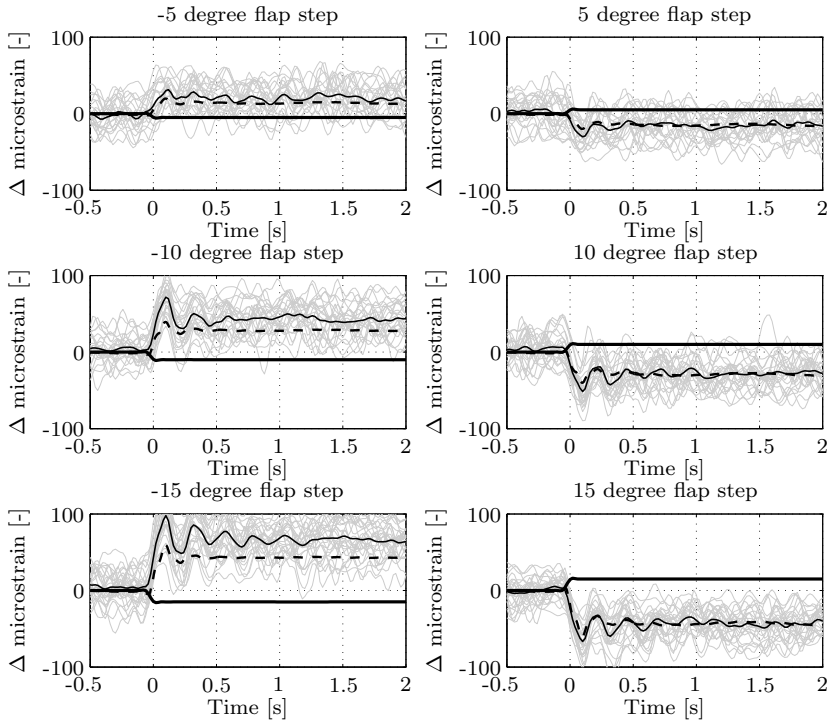 -5 degree flap step
100
0
-100
Δ microstrain [-]
-0.5 0 0.5 1 1.5 2
Time [s]
5 degree flap step
100
0
-100
Δ microstrain [-]
-0.5 0 0.5 1 1.5 2
Time [s]
-10 degree flap step
100
0
-100
Δ microstrain [-]
-0.5 0 0.5 1 1.5 2
Time [s]
10 degree flap step
100
0
-100
Δ microstrain [-]
-0.5 0 0.5 1 1.5 2
Time [s]
-15 degree flap step
100
0
-100
Δ microstrain [-]
-0.5 0 0.5 1 1.5 2
Time [s]
15 degree flap step
100
0
-100
Δ microstrain [-]
-0.5 0 0.5 1 1.5 2
Time [s]